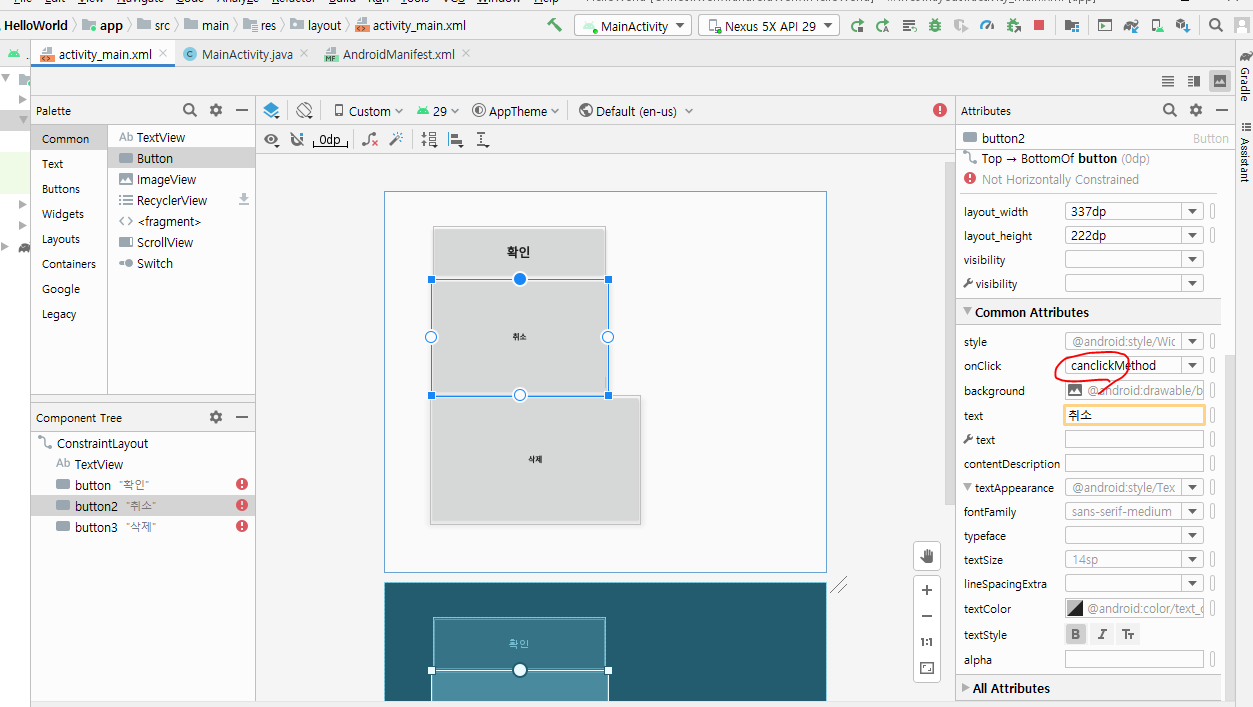 HelloWorld app src main res layout activity_main.xml MainActivity Nexus 5X API 29
activity_main.xml MainActivity.java AndroidManifest.xml
Gradle
Assistant
Palette
Common
Text
Buttons
Widgets
Layouts
Containers
Google
Legacy
Ab TextView
Button
ImageView
RecyclerView
<fragment>
ScrollView
Switch
Custom 29 AppTheme Default (en-us)
0dp
확인
취소
삭제
확인
1:1
Component Tree
ConstraintLayout
Ab TextView
button "확인"
button2 "취소"
button3 "삭제"
Attributes
button2 Button
Top → BottomOf button (0dp)
Not Horizontally Constrained
layout_width 337dp
layout_height 222dp
visibility
visibility
Common Attributes
style @android:style/Wic
onClick canclickMethod
background @android:drawable/b
text 취소
text
contentDescription
textAppearance @android:style/Tex
fontFamily sans-serif-medium
typeface
textSize 14sp
lineSpacingExtra
textColor @android:color/text_c
textStyle B I Tт
alpha
All Attributes